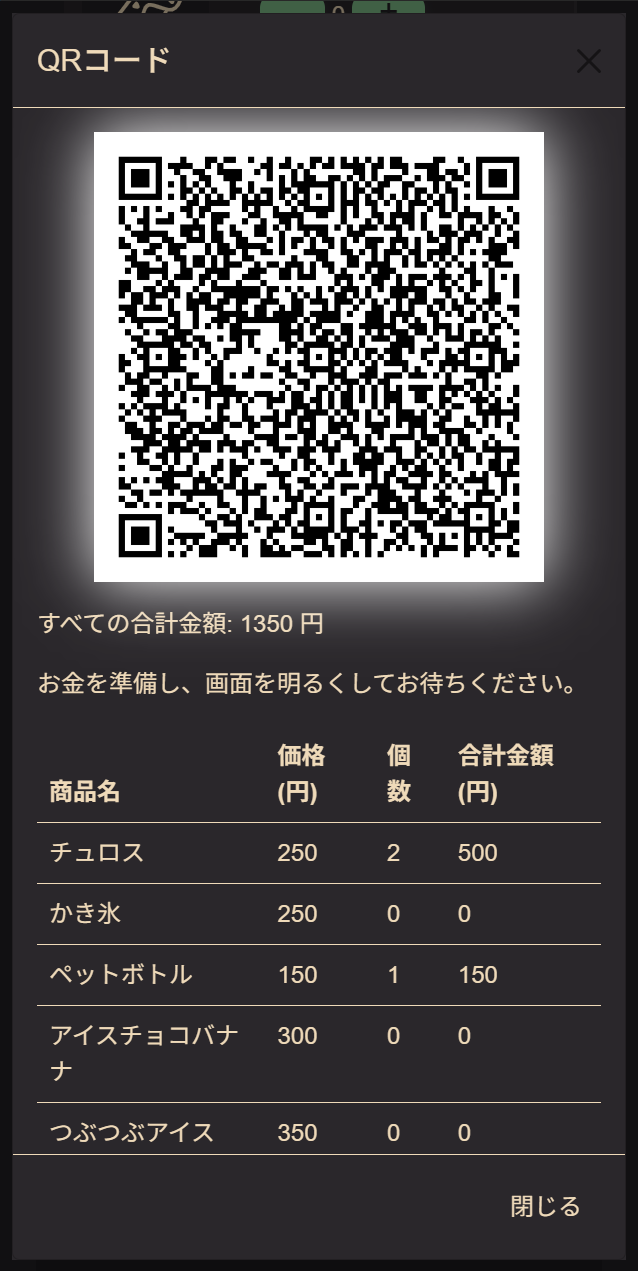 QRコード
すべての合計金額: 1350 円
お金を準備し、画面を明るくしてお待ちください。
商品名 価格(円) 個数 合計金額(円)
チュロス 250 2 500
かき氷 250 0 0
ペットボトル 150 1 150
アイスチョコバナ 300 0 0
ナ
つぶつぶアイス 350 0 0
閉じる